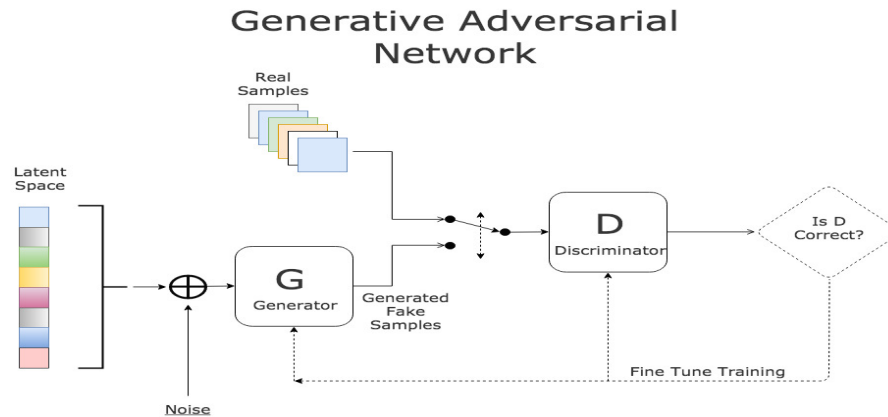 Generative Adversarial
Network
Real
Samples
Latent
Space
G
Generator
Generated
Fake
Samples
D
Discriminator
Is D
Correct?
Fine Tune Training
Noise